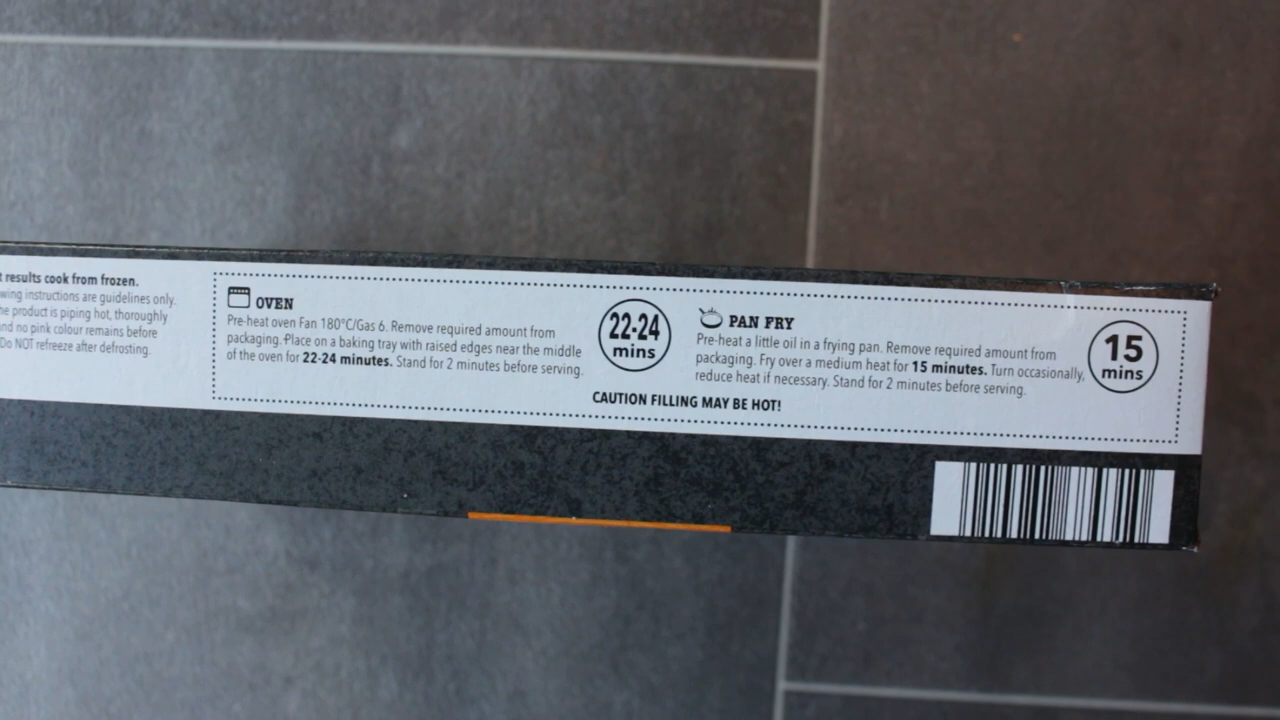 results cook from frozen.
wing instructions are guidelines only.
he product is piping hot, thoroughly
nd no pink colour remains before
Do NOT refreeze after defrosting.
OVEN
Pre-heat oven Fan 180°C/Gas 6. Remove required amount from
packaging. Place on a baking tray with raised edges near the middle
of the oven for 22-24 minutes. Stand for 2 minutes before serving.
22-24
mins
PAN FRY
Pre-heat a little oil in a frying pan. Remove required amount from
packaging. Fry over a medium heat for 15 minutes. Turn occasionally,
reduce heat if necessary. Stand for 2 minutes before serving.
15
mins
CAUTION FILLING MAY BE HOT!